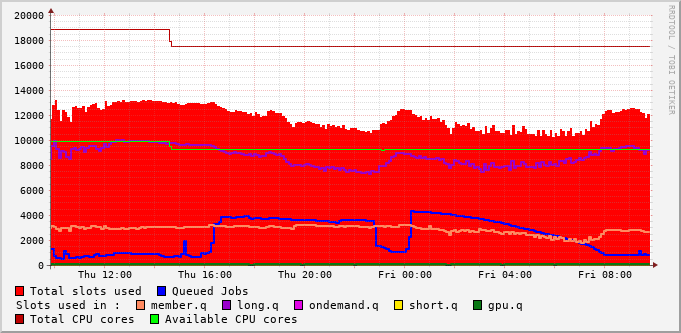 20000
18000
16000
14000
12000
10000
8000
6000
4000
2000
0
Thu 12:00 Thu 16:00 Thu 20:00 Fri 00:00 Fri 04:00 Fri 08:00
RRDTOOL / TOBI OETIKER
Total slots used Queued Jobs
Slots used in : member.q long.q ondemand.q short.q gpu.q
Total CPU cores Available CPU cores